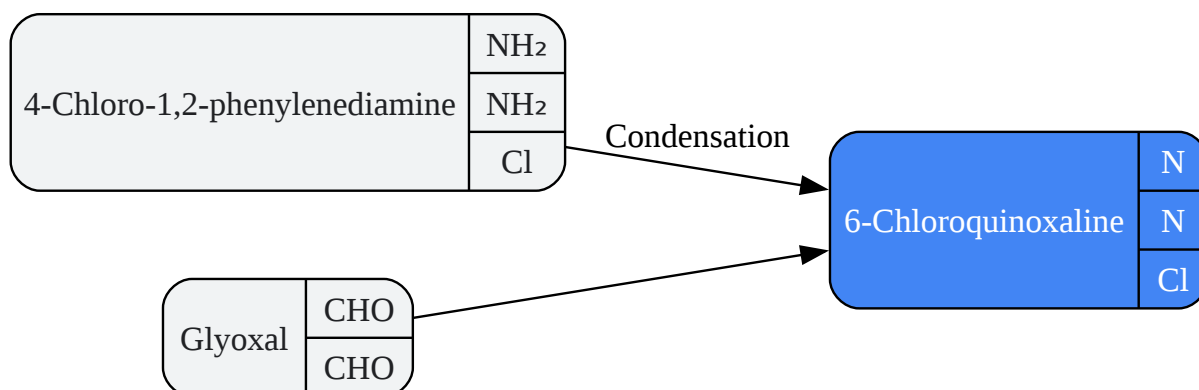 4-Chloro-1,2-phenylenediamine
NH₂
NH₂
Cl
Condensation
Glyoxal
CHO
CHO
6-Chloroquinoxaline
N
N
Cl